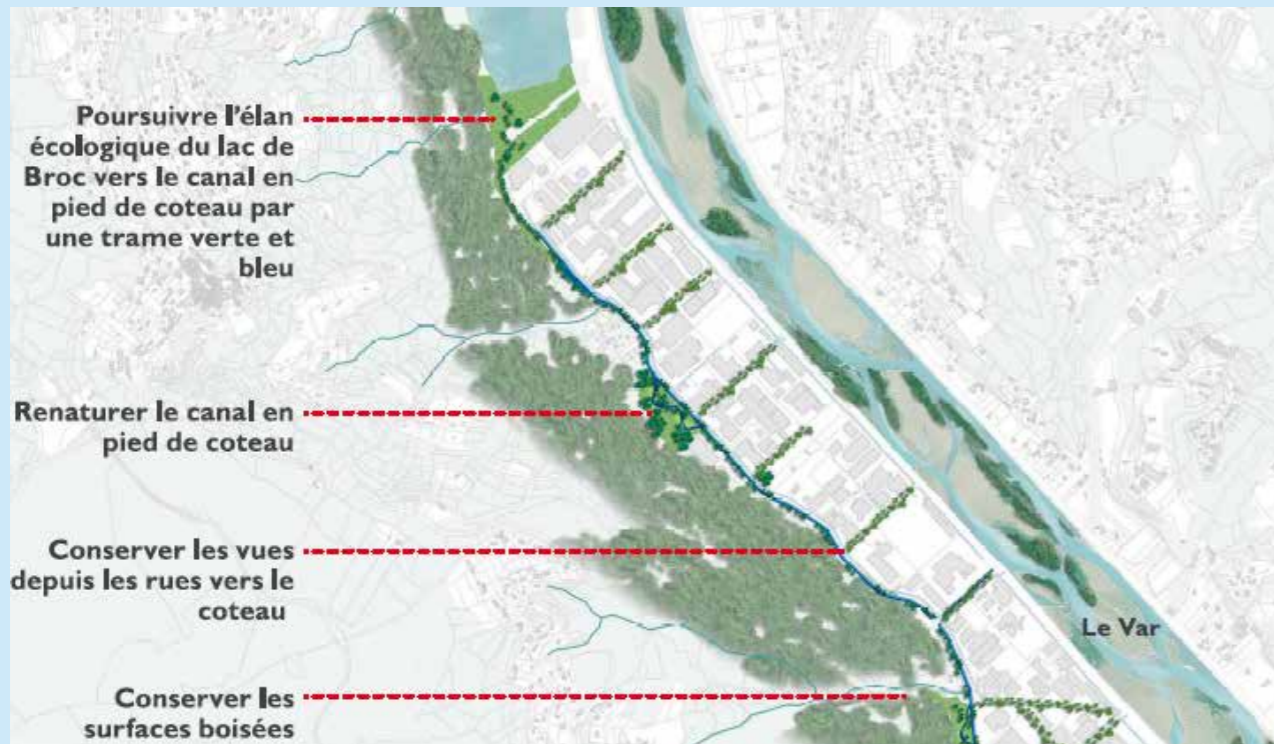 Poursuivre l'élan
écologique du lac de
Broc vers le canal en
pied de coteau par
une trame verte et
bleu
Renaturer le canal en
pied de coteau
Conserver les vues
depuis les rues vers le
coteau
Le Var
Conserver les
surfaces boisées